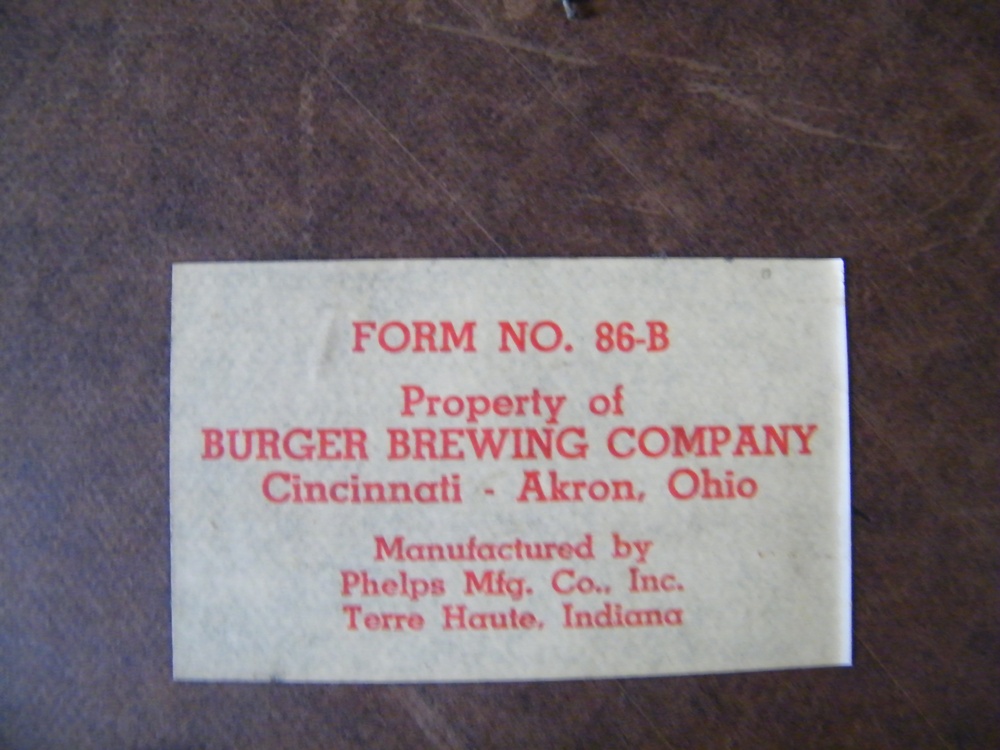 FORM NO. 86-B
Property of
BURGER BREWING COMPANY
Cincinnati - Akron, Ohio
Manufactured by
Phelps Mfg. Co., Inc.
Terre Haute, Indiana